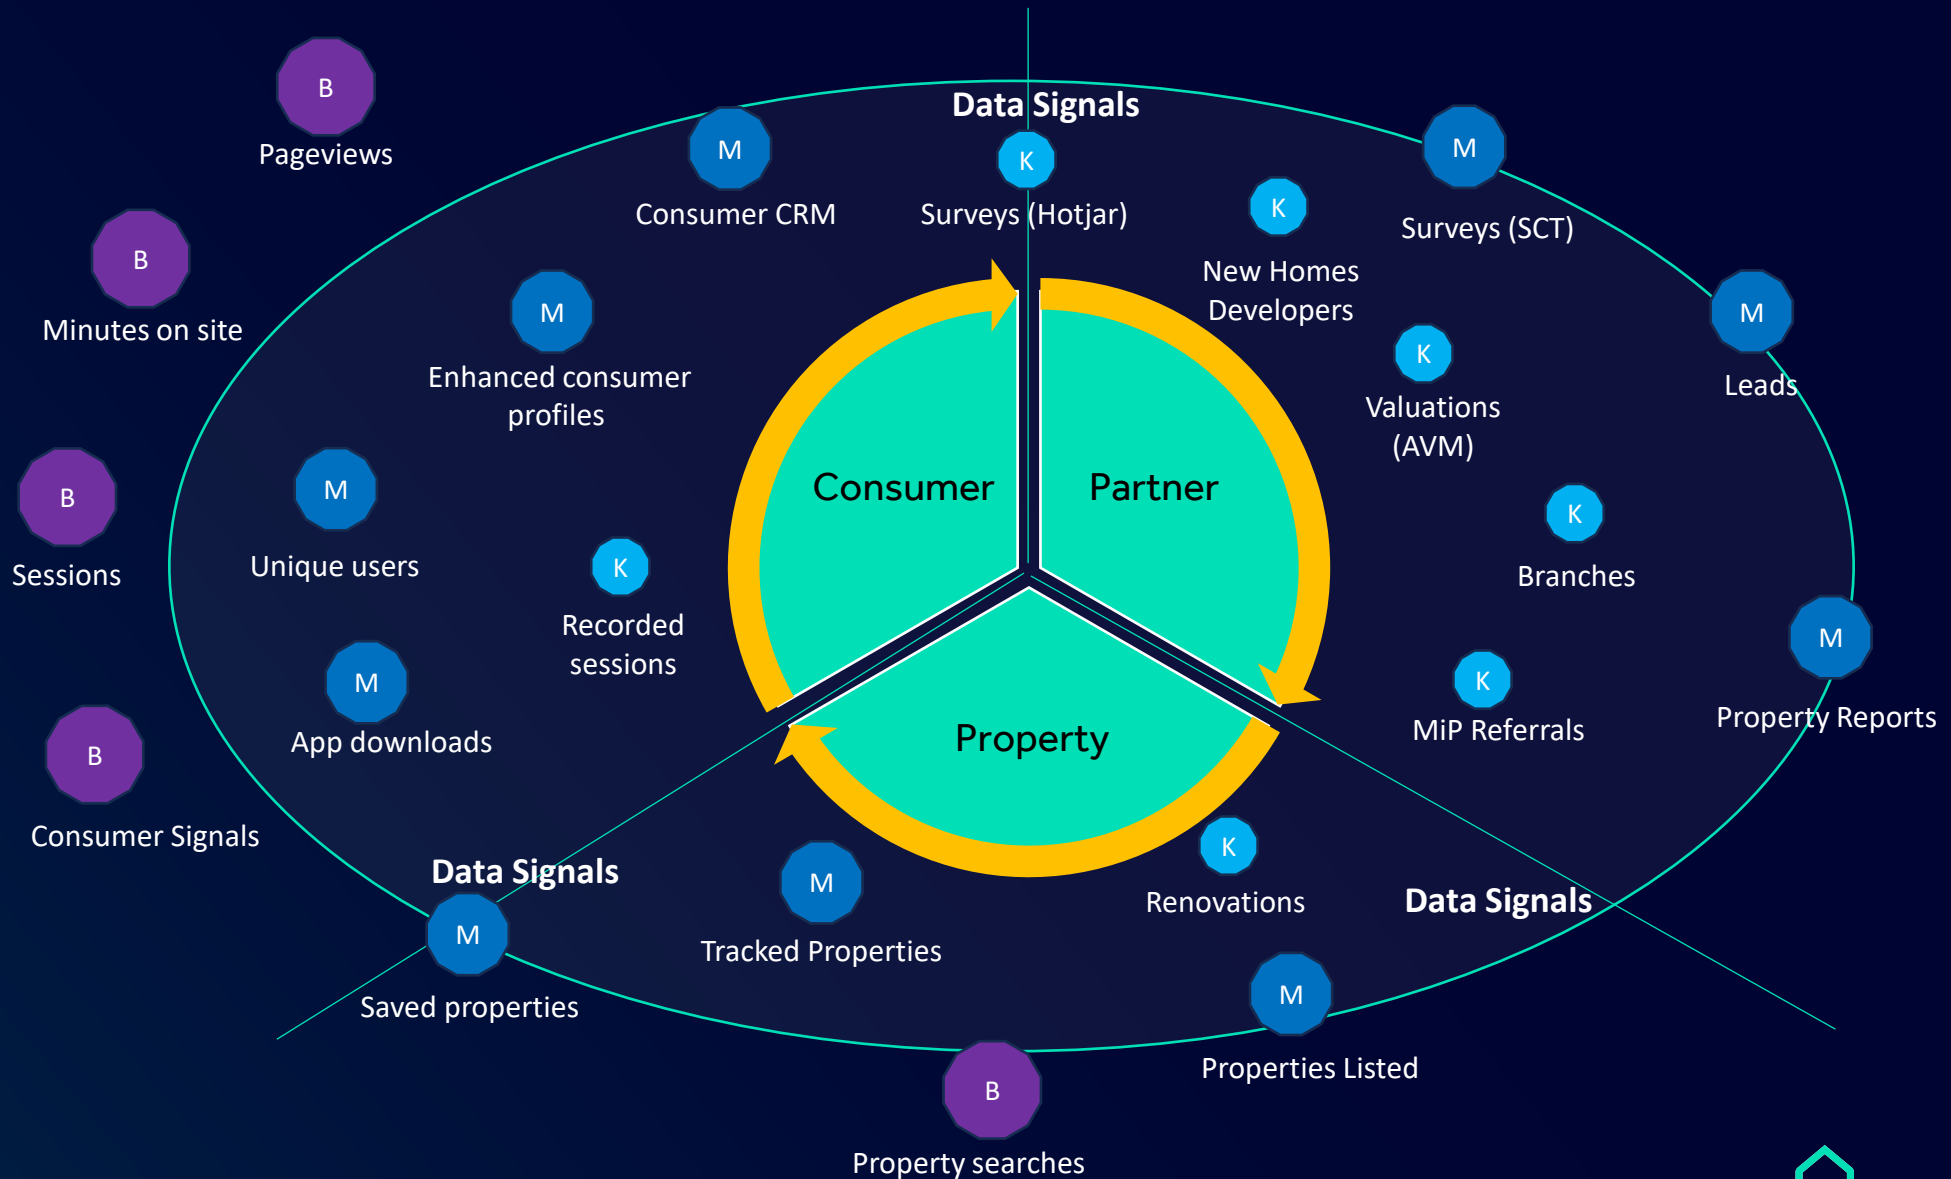 B
Pageviews
B
Minutes on site
B
Sessions
B
Consumer Signals
M
Consumer CRM
M
Enhanced consumer
profiles
M
Unique users
K
Recorded
sessions
M
App downloads
Data Signals
K
Surveys (Hotjar)
K
New Homes
Developers
M
Surveys (SCT)
K
Valuations
(AVM)
M
Leads
K
Branches
M
Property Reports
K
MiP Referrals
Consumer
Partner
Property
Data Signals
M
Saved properties
M
Tracked Properties
K
Renovations
Data Signals
M
Properties Listed
B
Property searches